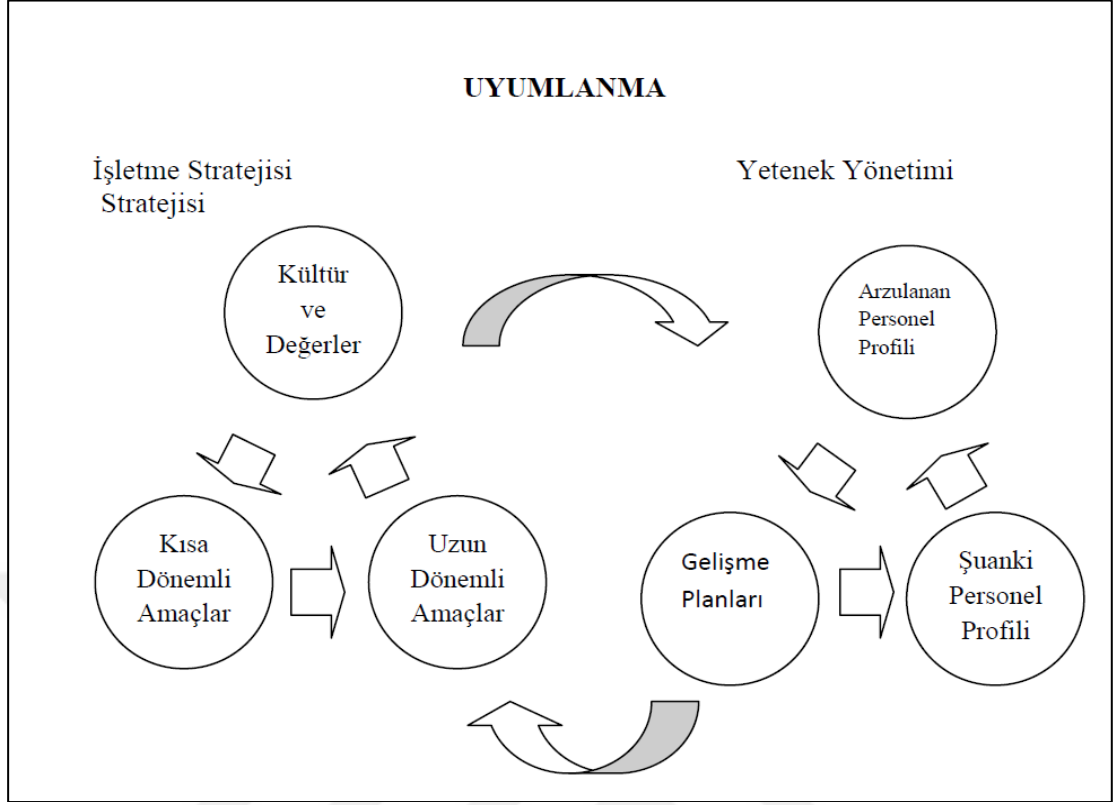 UYUMLANMA
İşletme Stratejisi
Stratejisi
Yetenek Yönetimi
Kültür
ve
Değerler
Arzulanan
Personel
Profili
Kısa
Dönemli
Amaçlar
Uzun
Dönemli
Amaçlar
Gelişme
Planları
Şuanki
Personel
Profili